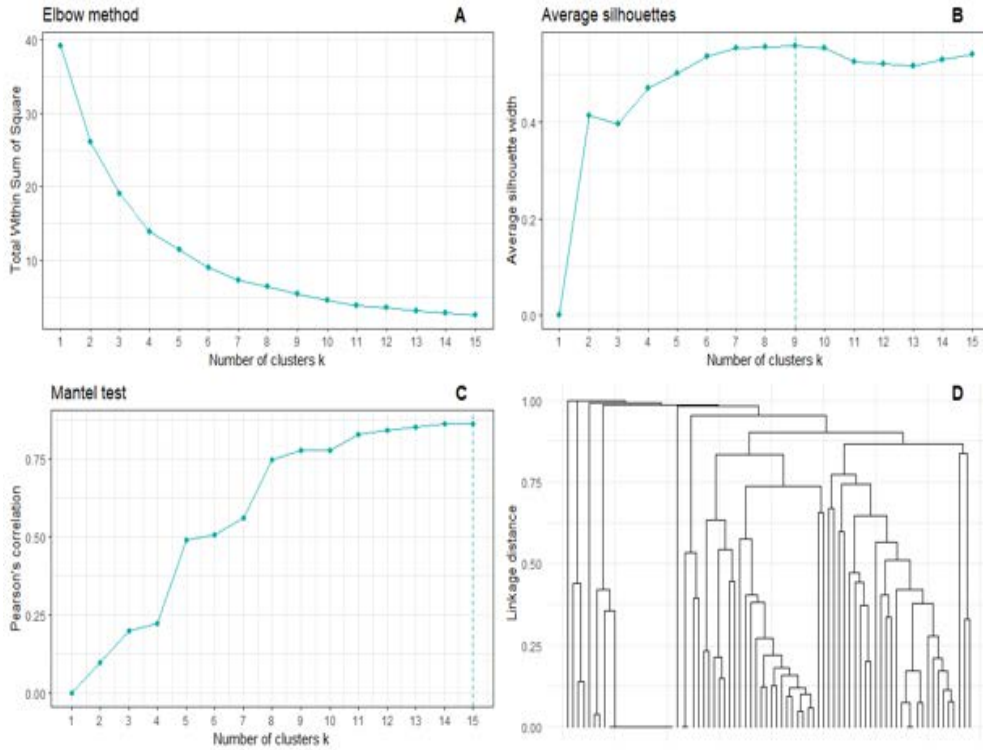 Elbow method A
40
30
20
10
Total Within Sum of Square
1 2 3 4 5 6 7 8 9 10 11 12 13 14 15
Number of clusters k
Average silhouettes B
0.4
0.2
0.0
Average silhouette width
1 2 3 4 5 6 7 8 9 10 11 12 13 14 15
Number of clusters k
Mantel test C
0.75
0.50
0.25
0.00
Pearson's correlation
1 2 3 4 5 6 7 8 9 10 11 12 13 14 15
Number of clusters k
D
1.00
0.75
0.50
0.25
0.00
Linkage distance